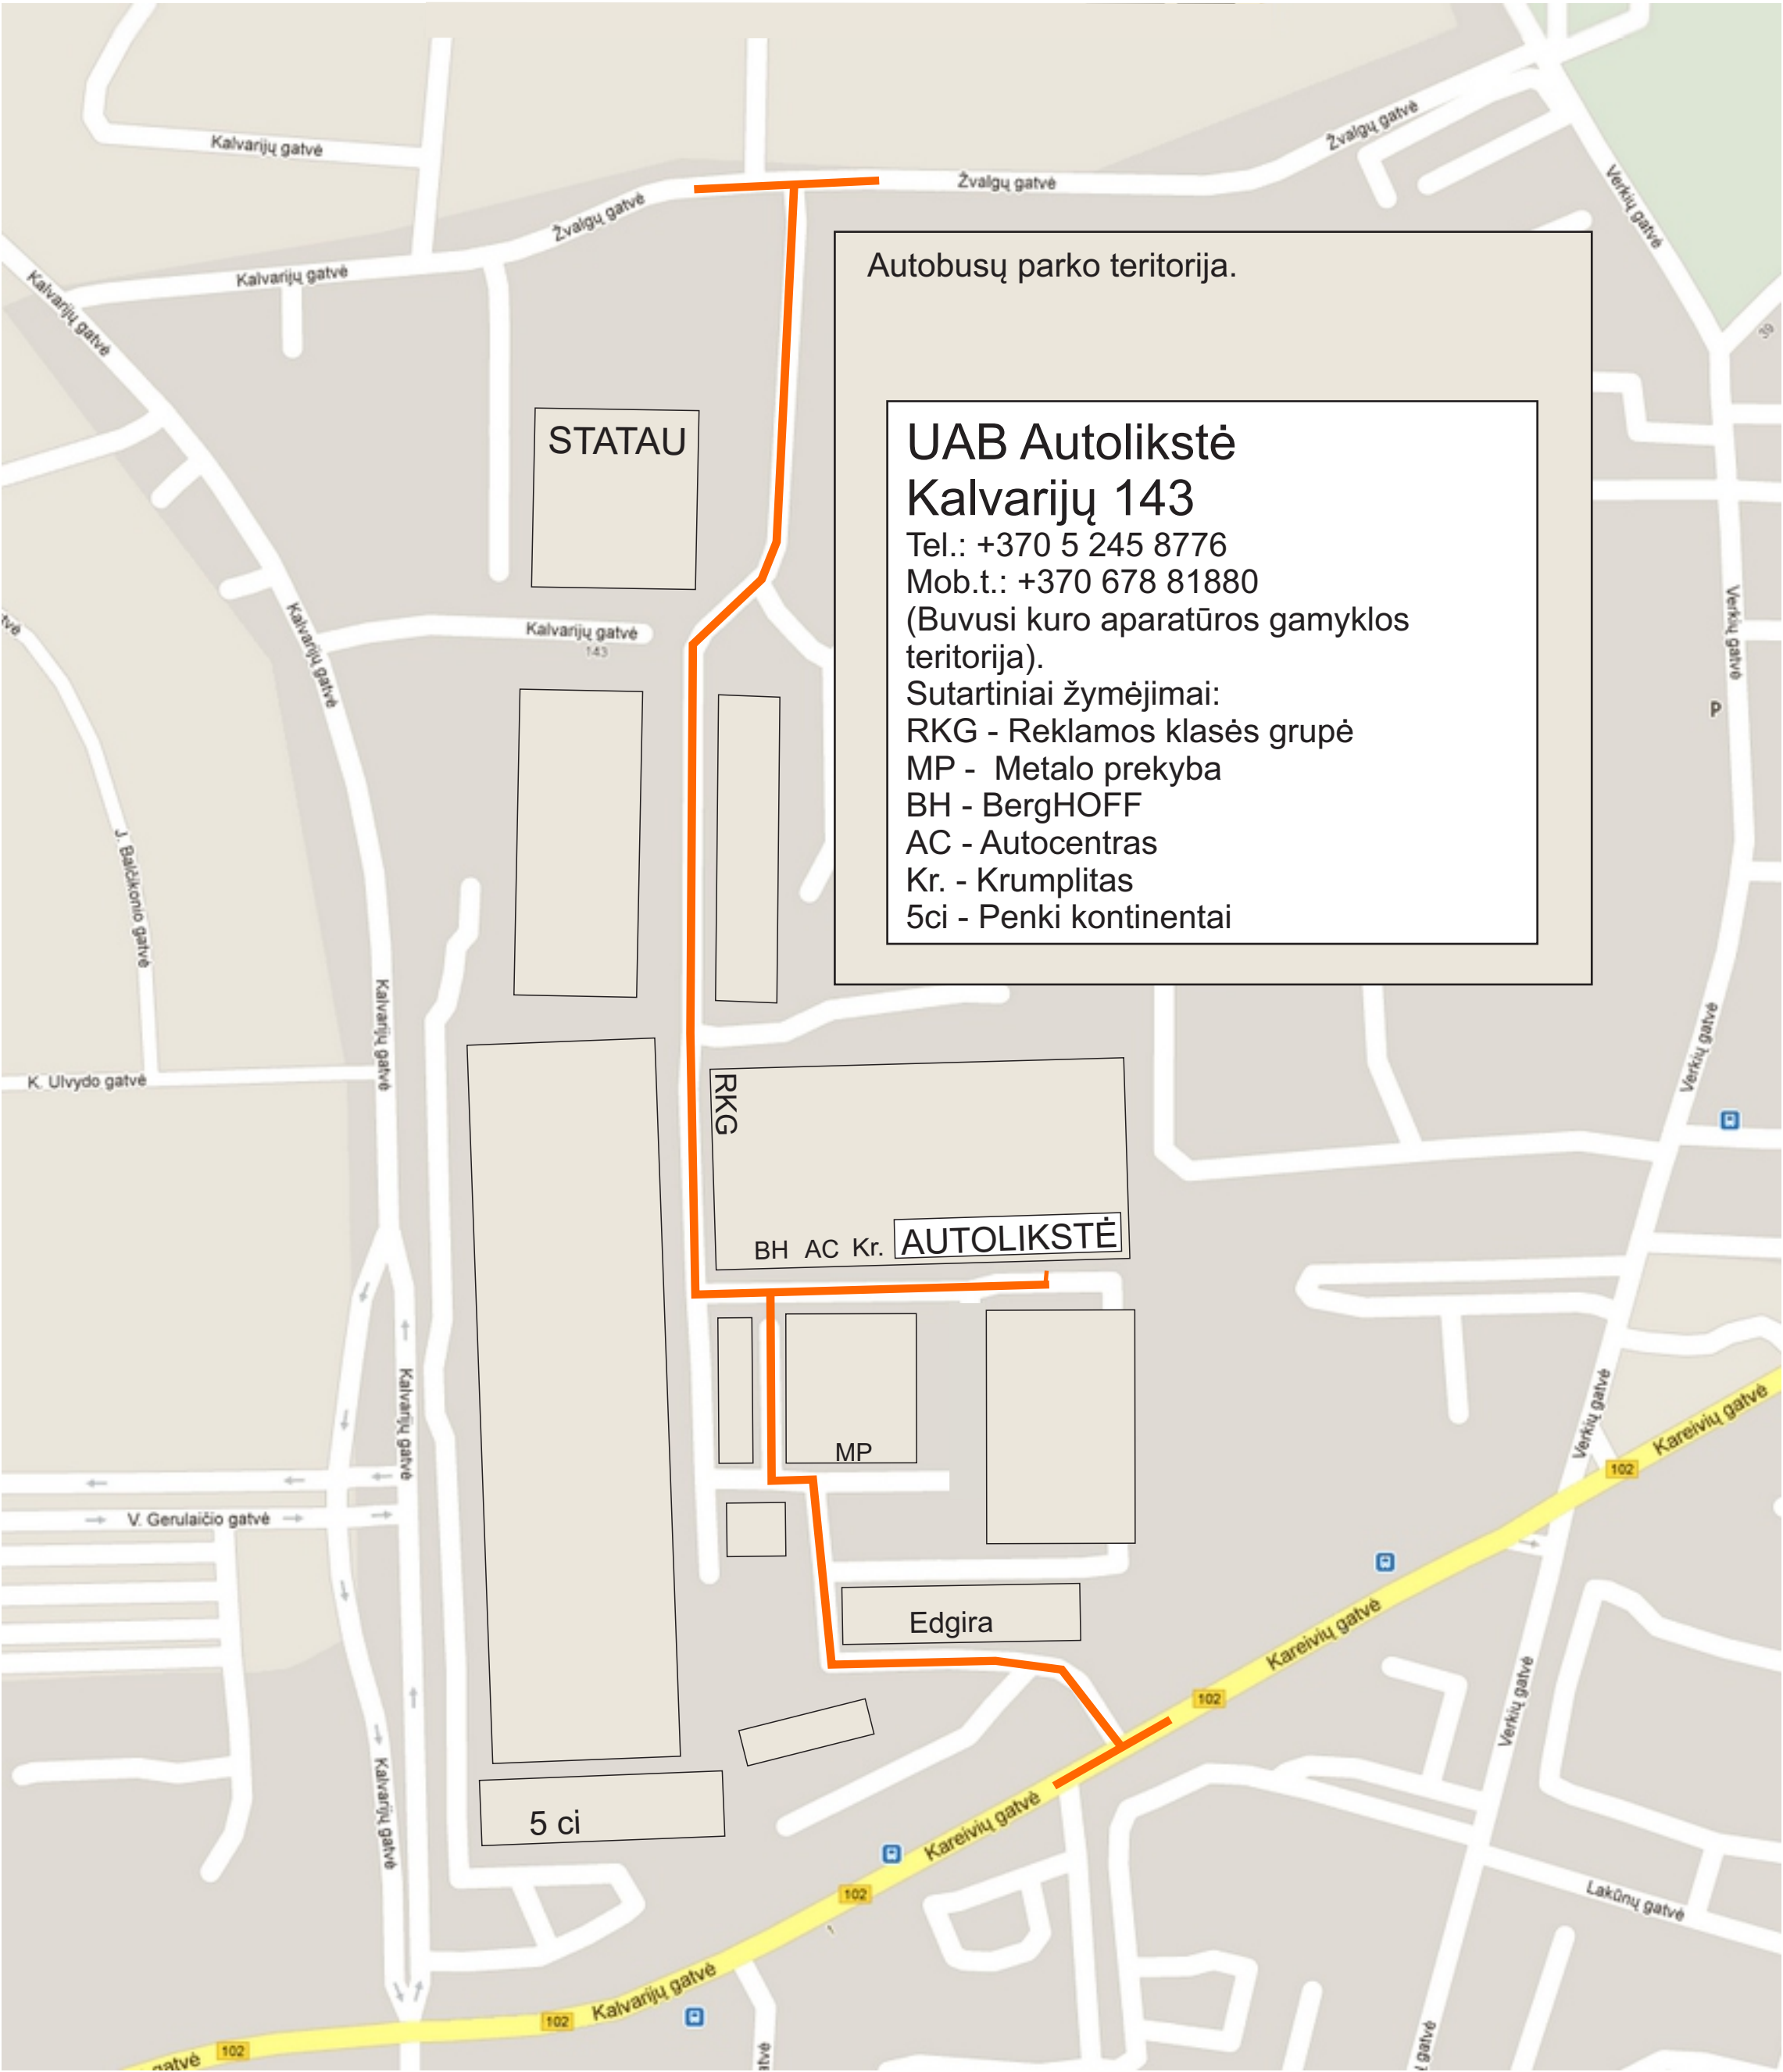 Kalvarijų gatvė
Žvalgų gatvė
Žvalgų gatvė
Žvalgų gatvė
Verkių gatvė
Kalvarijų gatvė
Kalvarijų gatvė
39
Autobusų parko teritorija.
STATAU
UAB Autolikstė
Kalvarijų 143
Tel.: +370 5 245 8776
Mob.t.: +370 678 81880
(Buvusi kuro aparatūros gamyklos
teritorija).
Sutartiniai žymėjimai:
RKG - Reklamos klasės grupė
MP - Metalo prekyba
BH - BergHOFF
AC - Autocentras
Kr. - Krumplitas
5ci - Penki kontinentai
tvė
Kalvarijų gatvė
Kalvarijų gatvė
143
Verkių gatvė
P
J. Balčikonio gatvė
Kalvarijų gatvė
Verkių gatvė
K. Ulvydo gatvė
RKG
BH AC Kr. AUTOLIKSTĖ
Kalvarijų gatvė
MP
Verkių gatvė
Kareivių gatvė
102
V. Gerulaičio gatvė
Edgira
Kareivių gatvė
102
Verkių gatvė
Kalvarijų gatvė
5 ci
Kareivių gatvė
102
Lakūnų gatvė
Kalvarijų gatvė
102
102
gatvė
atvė
ų gatvė